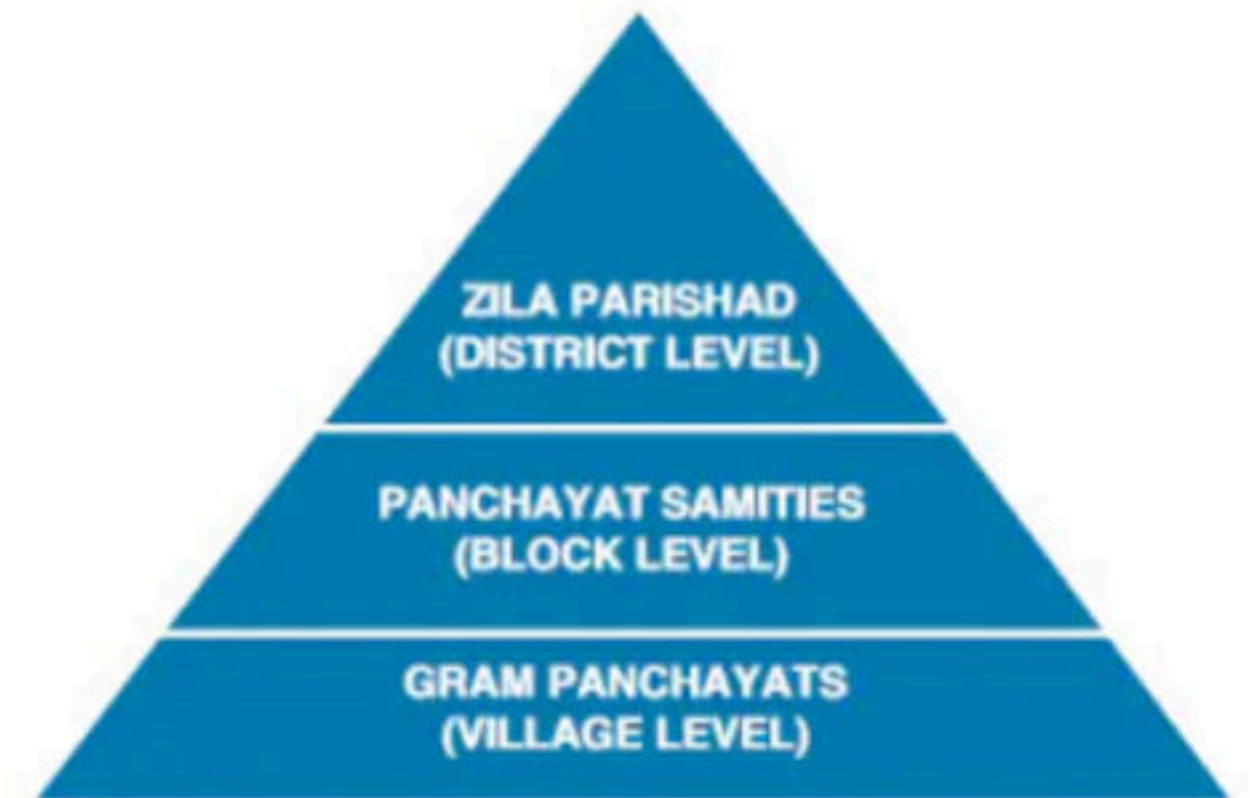 ZILA PARISHAD
(DISTRICT LEVEL)
PANCHAYAT SAMITIES
(BLOCK LEVEL)
GRAM PANCHAYATS
(VILLAGE LEVEL)